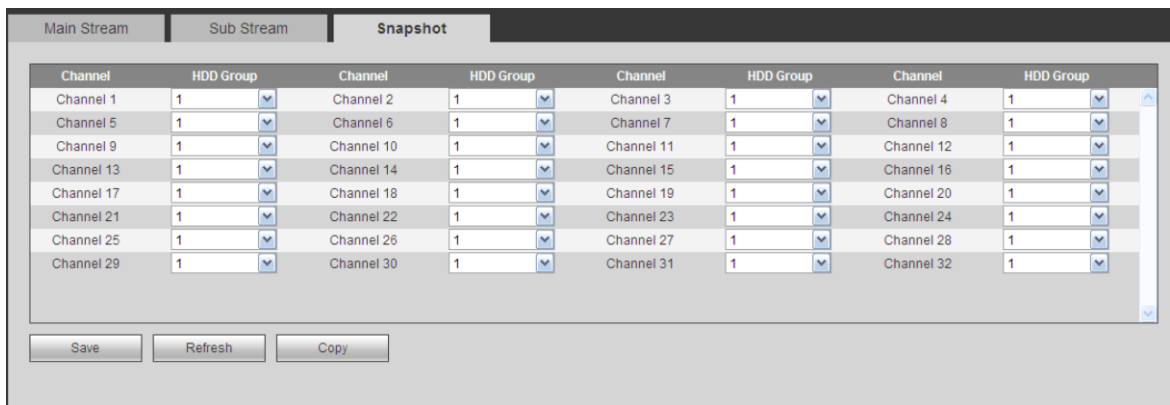 Main Stream Sub Stream Snapshot
Channel HDD Group Channel HDD Group Channel HDD Group Channel HDD Group
Channel 1 1 Channel 2 1 Channel 3 1 Channel 4 1
Channel 5 1 Channel 6 1 Channel 7 1 Channel 8 1
Channel 9 1 Channel 10 1 Channel 11 1 Channel 12 1
Channel 13 1 Channel 14 1 Channel 15 1 Channel 16 1
Channel 17 1 Channel 18 1 Channel 19 1 Channel 20 1
Channel 21 1 Channel 22 1 Channel 23 1 Channel 24 1
Channel 25 1 Channel 26 1 Channel 27 1 Channel 28 1
Channel 29 1 Channel 30 1 Channel 31 1 Channel 32 1
Save Refresh Copy